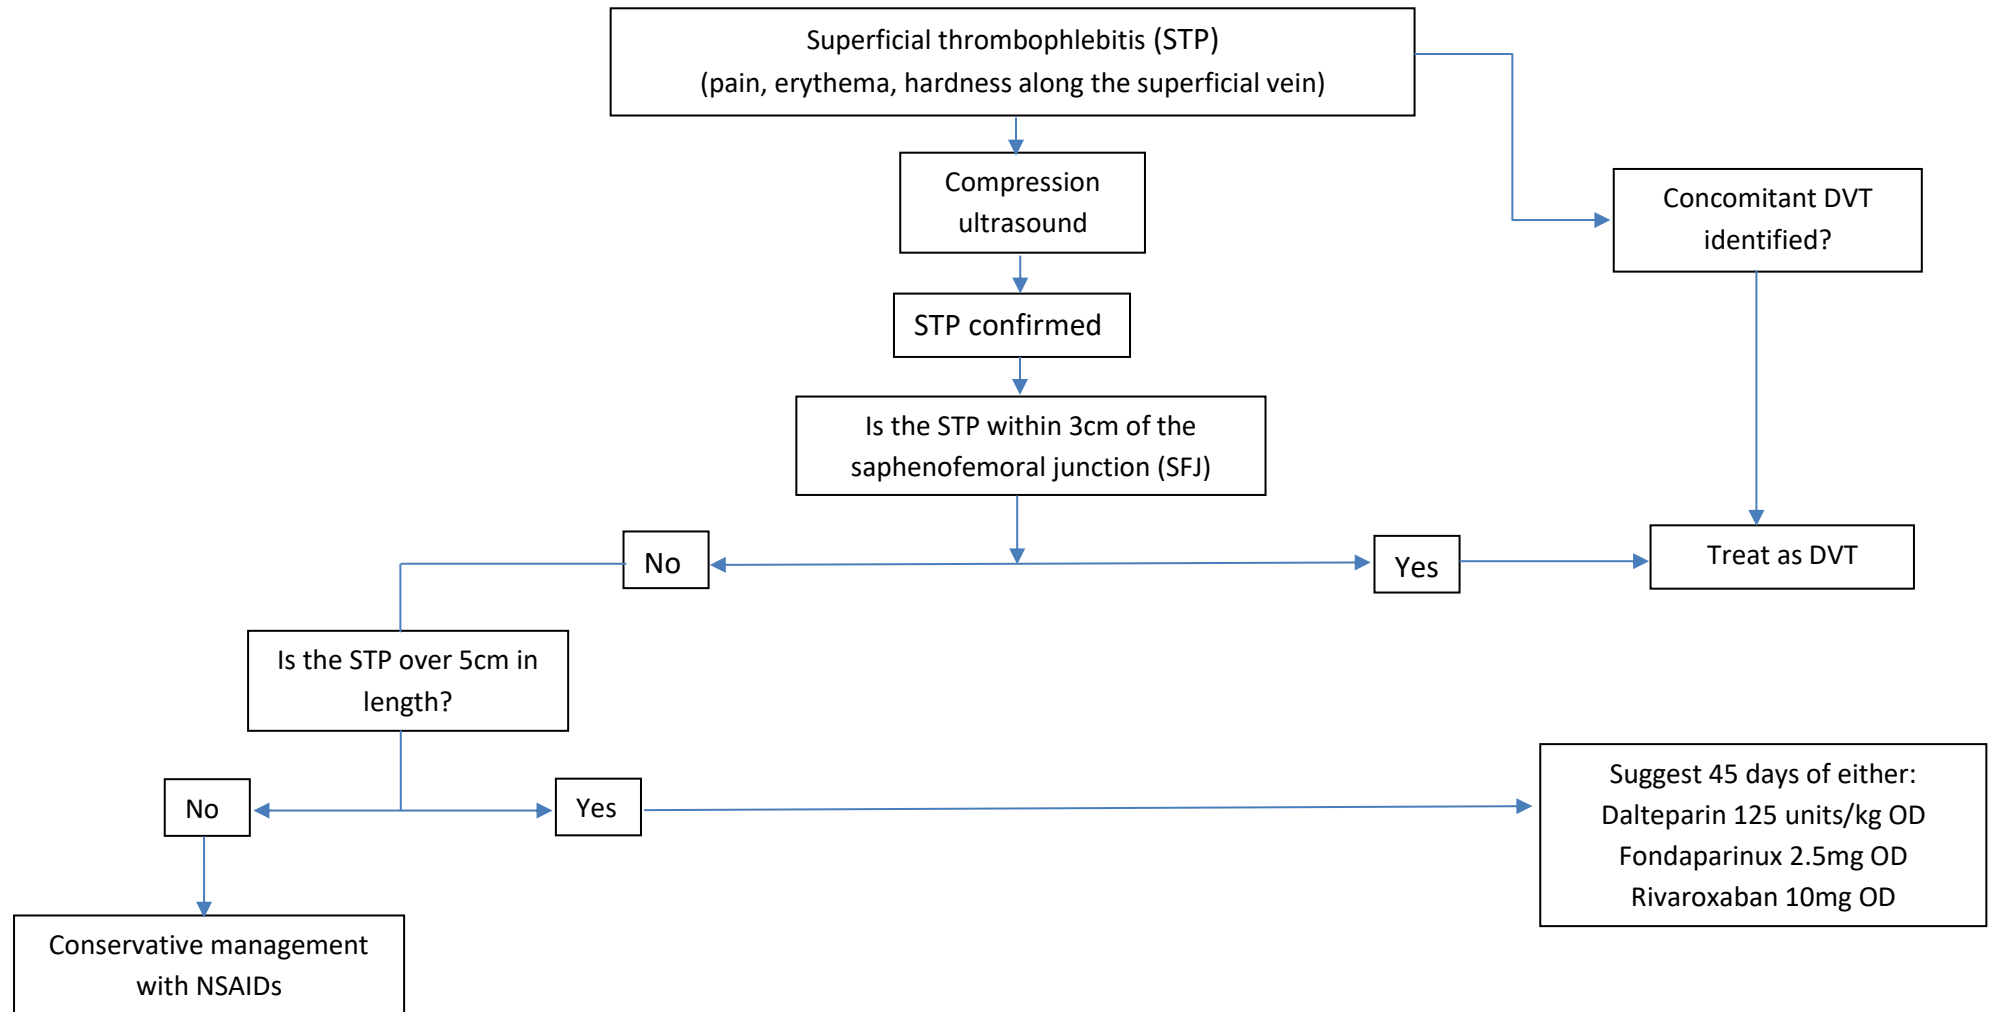 Superficial thrombophlebitis (STP)
(pain, erythema, hardness along the superficial vein)
Compression
ultrasound
Concomitant DVT
identified?
STP confirmed
Is the STP within 3cm of the
saphenofemoral junction (SFJ)
No
Yes
Treat as DVT
Is the STP over 5cm in
length?
No
Yes
Suggest 45 days of either:
Dalteparin 125 units/kg OD
Fondaparinux 2.5mg OD
Rivaroxaban 10mg OD
Conservative management
with NSAIDs